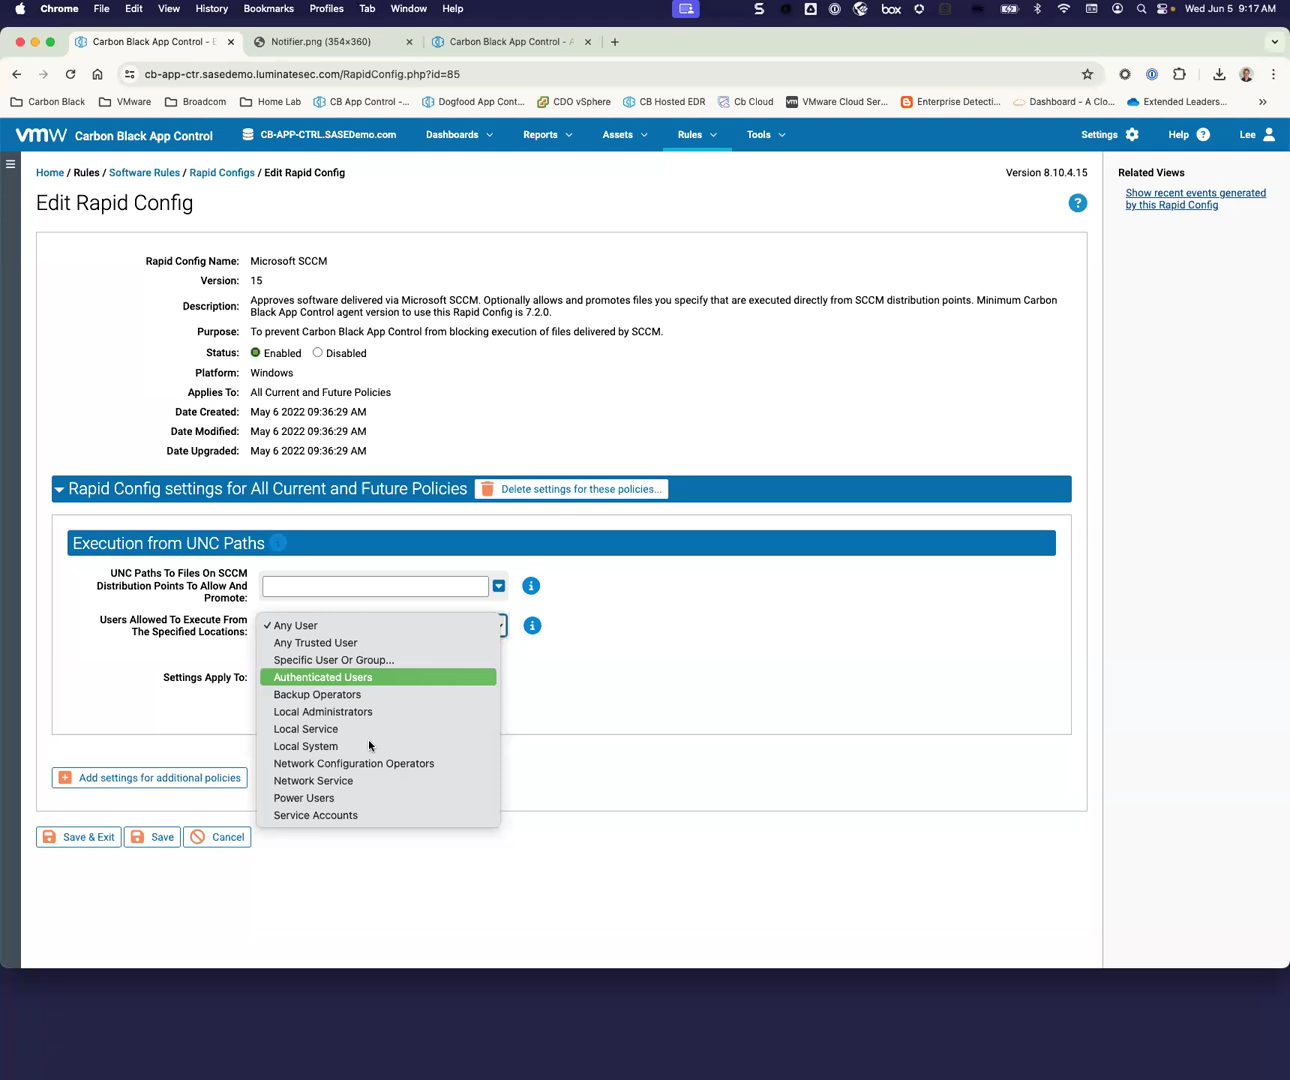 Chrome File Edit View History Bookmarks Profiles Tab Window Help box Wed Jun 5 9:17 AM
Carbon Black App Control - E Notifier.png (354×360) Carbon Black App Control - A
cb-app-ctr.sasedemo.luminatesec.com/RapidConfig.php?id=85
Carbon Black VMware Broadcom Home Lab CB App Control -... Dogfood App Cont... CDO vSphere CB Hosted EDR Cb Cloud VMware Cloud Ser... Enterprise Detecti... Dashboard - A Clo... Extended Leaders...
vmw Carbon Black App Control CB-APP-CTRL.SASEDemo.com Dashboards Reports Assets Rules Tools Settings Help Lee
Home / Rules / Software Rules / Rapid Configs / Edit Rapid Config Version 8.10.4.15
Edit Rapid Config
Related Views
Show recent events generated
by this Rapid Config
Rapid Config Name: Microsoft SCCM
Version: 15
Description: Approves software delivered via Microsoft SCCM. Optionally allows and promotes files you specify that are executed directly from SCCM distribution points. Minimum Carbon
Black App Control agent version to use this Rapid Config is 7.2.0.
Purpose: To prevent Carbon Black App Control from blocking execution of files delivered by SCCM.
Status: Enabled Disabled
Platform: Windows
Applies To: All Current and Future Policies
Date Created: May 6 2022 09:36:29 AM
Date Modified: May 6 2022 09:36:29 AM
Date Upgraded: May 6 2022 09:36:29 AM
Rapid Config settings for All Current and Future Policies Delete settings for these policies...
Execution from UNC Paths
UNC Paths To Files On SCCM
Distribution Points To Allow And
Promote:
Users Allowed To Execute From
The Specified Locations:
Settings Apply To:
✓ Any User
Any Trusted User
Specific User Or Group...
Authenticated Users
Backup Operators
Local Administrators
Local Service
Local System
Network Configuration Operators
Network Service
Power Users
Service Accounts
Add settings for additional policies
Save & Exit Save Cancel